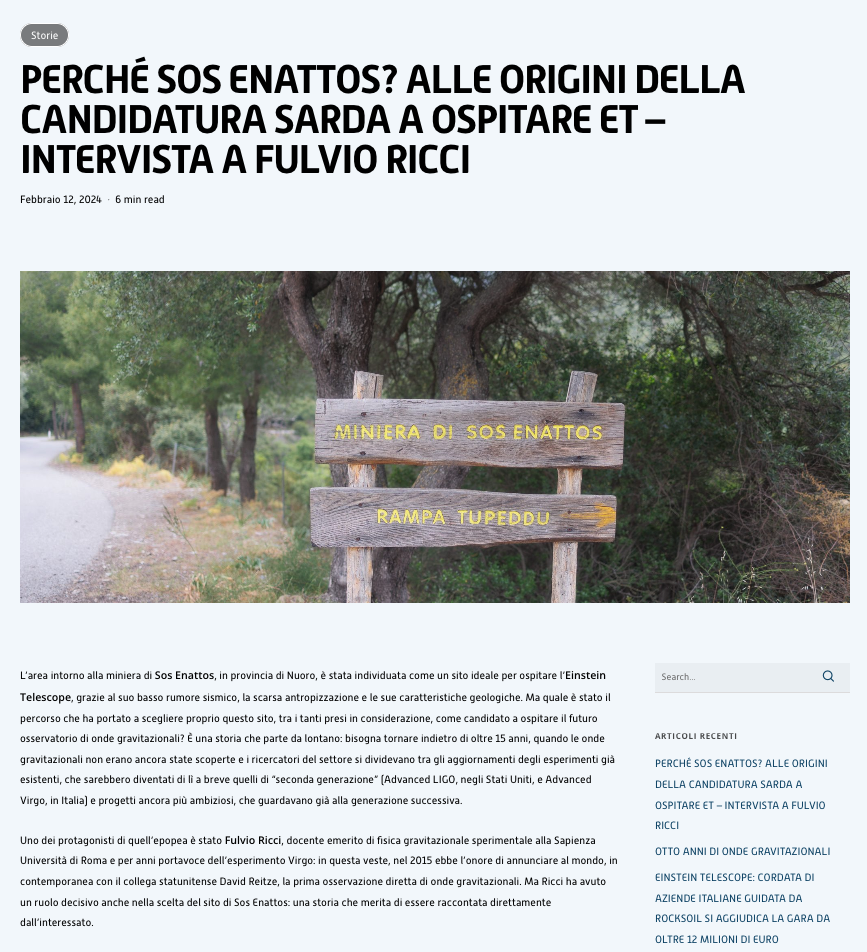 Storie
PERCHÉ SOS ENATTOS? ALLE ORIGINI DELLA
CANDIDATURA SARDA A OSPITARE ET –
INTERVISTA A FULVIO RICCI
Febbraio 12, 2024 · 6 min read
MINIERA DI SOS ENATTOS
RAMPA TUPEDDU
L’area intorno alla miniera di Sos Enattos, in provincia di Nuoro, è stata individuata come un sito ideale per ospitare l’Einstein
Telescope, grazie al suo basso rumore sismico, la scarsa antropizzazione e le sue caratteristiche geologiche. Ma quale è stato il
percorso che ha portato a scegliere proprio questo sito, tra i tanti presi in considerazione, come candidato a ospitare il futuro
osservatorio di onde gravitazionali? È una storia che parte da lontano: bisogna tornare indietro di oltre 15 anni, quando le onde
gravitazionali non erano ancora state scoperte e i ricercatori del settore si dividevano tra gli aggiornamenti degli esperimenti già
esistenti, che sarebbero diventati di lì a breve quelli di “seconda generazione” (Advanced LIGO, negli Stati Uniti, e Advanced
Virgo, in Italia) e progetti ancora più ambiziosi, che guardavano già alla generazione successiva.
Uno dei protagonisti di quell’epopea è stato Fulvio Ricci, docente emerito di fisica gravitazionale sperimentale alla Sapienza
Università di Roma e per anni portavoce dell’esperimento Virgo: in questa veste, nel 2015 ebbe l’onore di annunciare al mondo, in
contemporanea con il collega statunitense David Reitze, la prima osservazione diretta di onde gravitazionali. Ma Ricci ha avuto
un ruolo decisivo anche nella scelta del sito di Sos Enattos: una storia che merita di essere raccontata direttamente
dall’interessato.
Search...
ARTICOLI RECENTI
PERCHÉ SOS ENATTOS? ALLE ORIGINI
DELLA CANDIDATURA SARDA A
OSPITARE ET – INTERVISTA A FULVIO
RICCI
OTTO ANNI DI ONDE GRAVITAZIONALI
EINSTEIN TELESCOPE: CORDATA DI
AZIENDE ITALIANE GUIDATA DA
ROCKSOIL SI AGGIUDICA LA GARA DA
OLTRE 12 MILIONI DI EURO